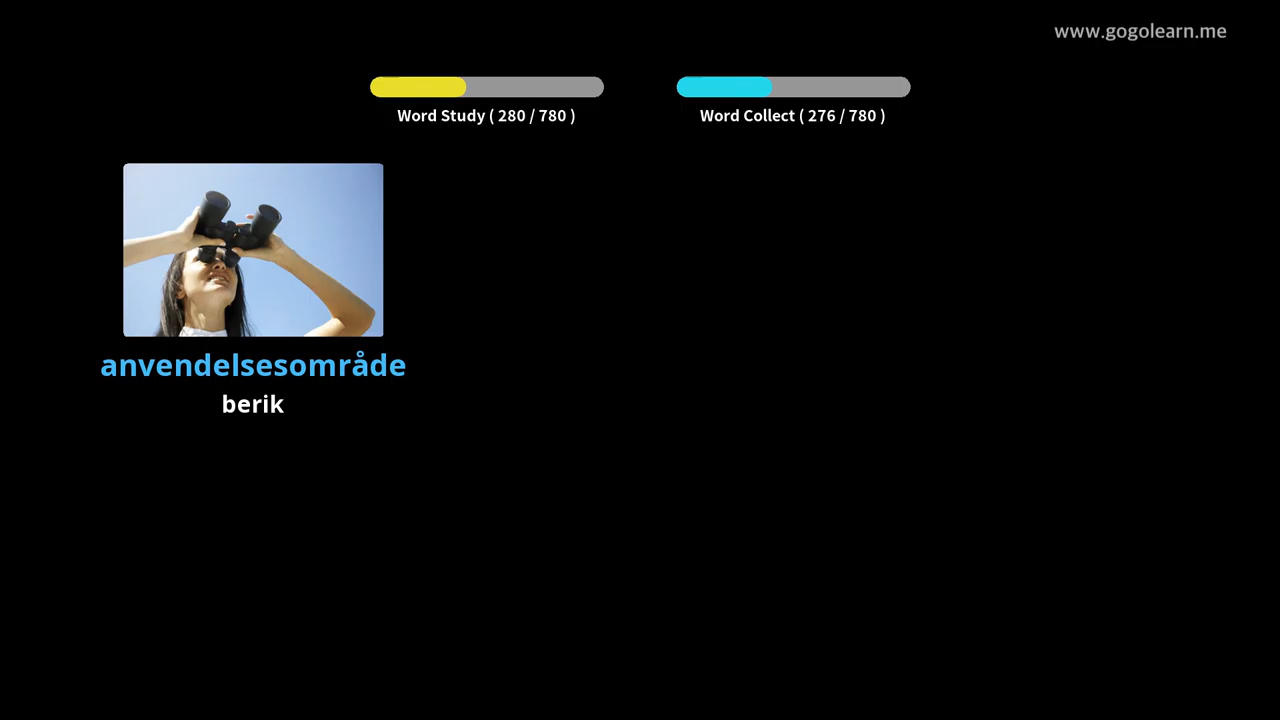 www.gogolearn.me
Word Study ( 280 / 780 )
Word Collect ( 276 / 780 )
anvendelsesområde
berik